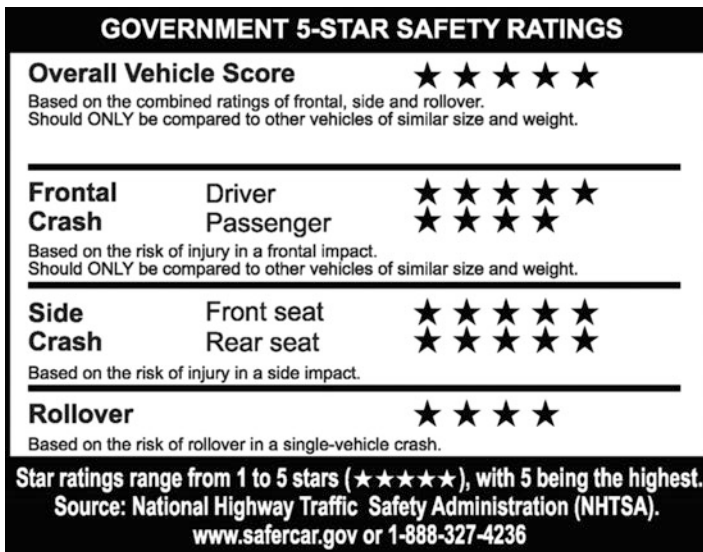 GOVERNMENT 5-STAR SAFETY RATINGS
Overall Vehicle Score ★ ★ ★ ★ ★
Based on the combined ratings of frontal, side and rollover.
Should ONLY be compared to other vehicles of similar size and weight.
Frontal Driver ★ ★ ★ ★ ★
Crash Passenger ★ ★ ★ ★
Based on the risk of injury in a frontal impact.
Should ONLY be compared to other vehicles of similar size and weight.
Side Front seat ★ ★ ★ ★ ★
Crash Rear seat ★ ★ ★ ★ ★
Based on the risk of injury in a side impact.
Rollover ★ ★ ★ ★
Based on the risk of rollover in a single-vehicle crash.
Star ratings range from 1 to 5 stars (★★★★★), with 5 being the highest.
Source: National Highway Traffic Safety Administration (NHTSA).
www.safercar.gov or 1-888-327-4236